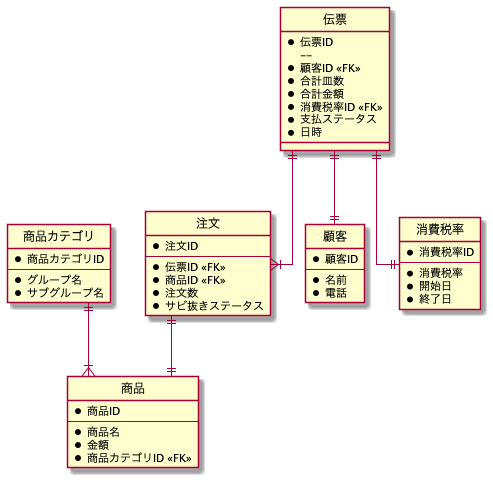 伝票
伝票ID
--
顧客ID «FK»
合計皿数
合計金額
消費税率ID «FK»
支払ステータス
日時
商品カテゴリ
商品カテゴリID
グループ名
サブグループ名
注文
注文ID
伝票ID «FK»
商品ID «FK»
注文数
サビ抜きステータス
顧客
顧客ID
名前
電話
消費税率
消費税率ID
消費税率
開始日
終了日
商品
商品ID
商品名
金額
商品カテゴリID «FK»